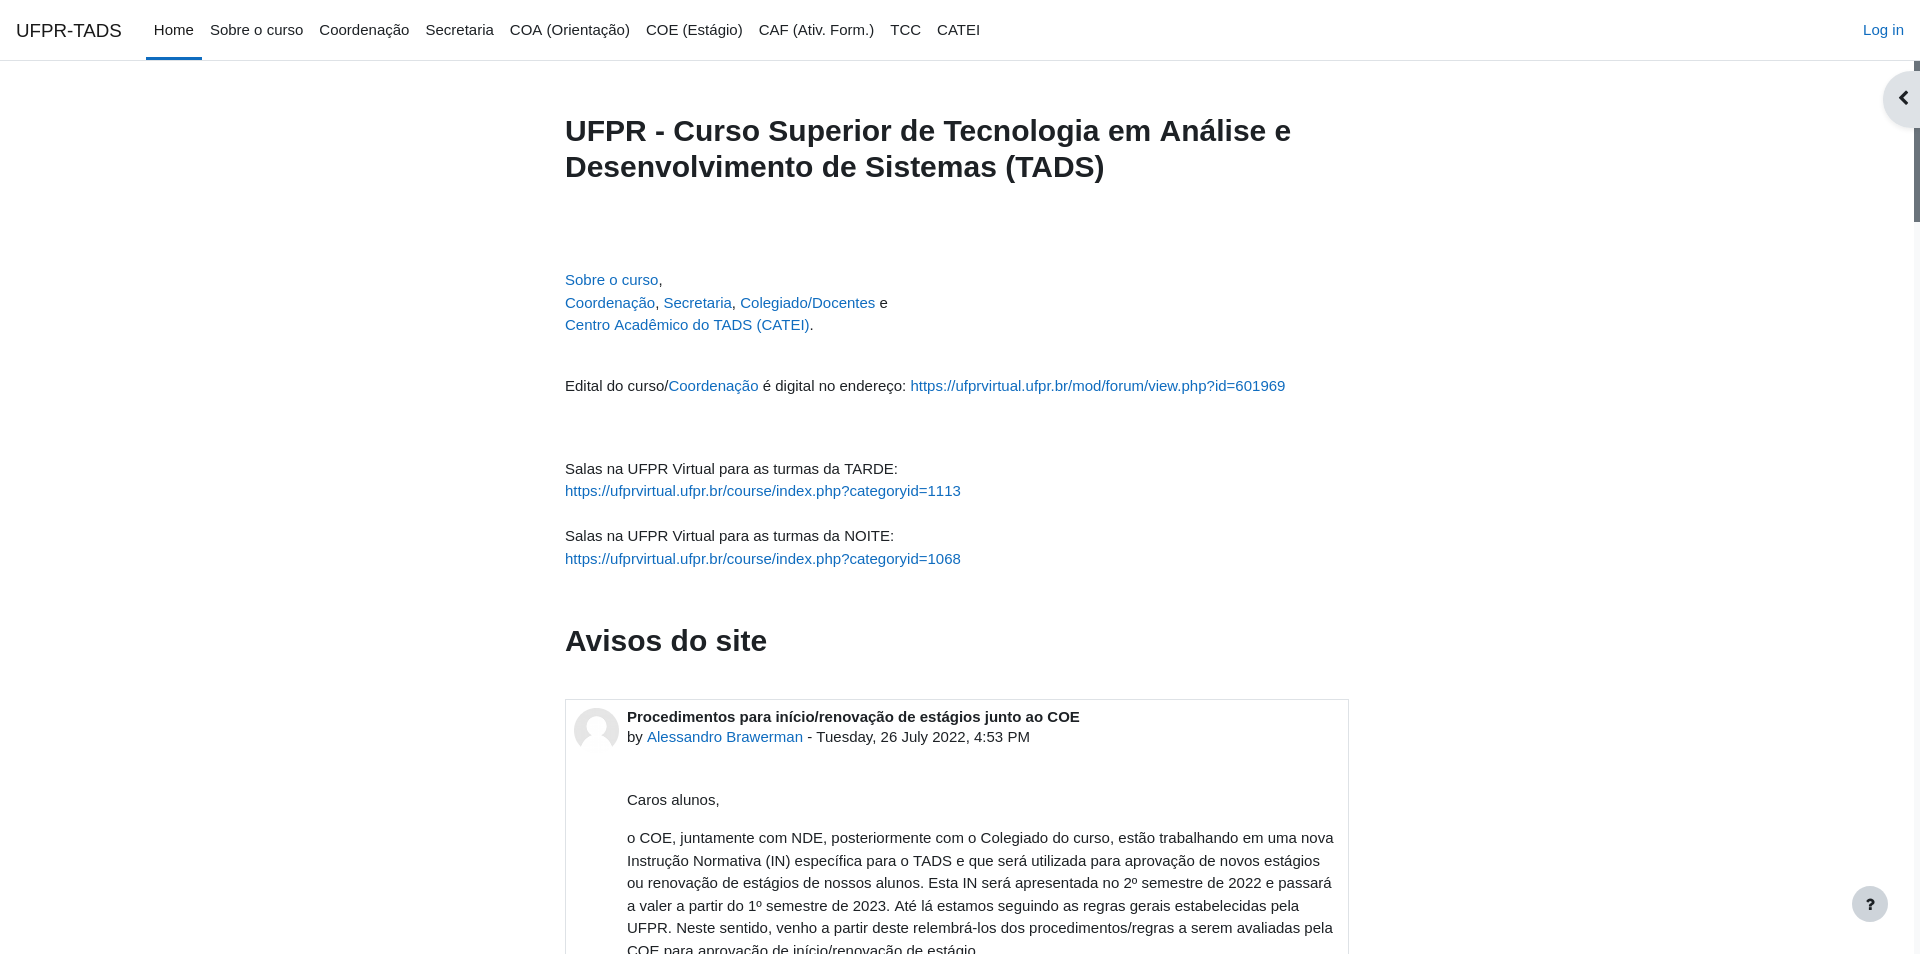 UFPR-TADS Home Sobre o curso Coordenação Secretaria COA (Orientação) COE (Estágio) CAF (Ativ. Form.) TCC CATEI Log in
UFPR - Curso Superior de Tecnologia em Análise e
Desenvolvimento de Sistemas (TADS)
Sobre o curso,
Coordenação, Secretaria, Colegiado/Docentes e
Centro Acadêmico do TADS (CATEI).
Edital do curso/Coordenação é digital no endereço: https://ufprvirtual.ufpr.br/mod/forum/view.php?id=601969
Salas na UFPR Virtual para as turmas da TARDE:
https://ufprvirtual.ufpr.br/course/index.php?categoryid=1113
Salas na UFPR Virtual para as turmas da NOITE:
https://ufprvirtual.ufpr.br/course/index.php?categoryid=1068
Avisos do site
Procedimentos para início/renovação de estágios junto ao COE
by Alessandro Brawerman - Tuesday, 26 July 2022, 4:53 PM
Caros alunos,
o COE, juntamente com NDE, posteriormente com o Colegiado do curso, estão trabalhando em uma nova
Instrução Normativa (IN) específica para o TADS e que será utilizada para aprovação de novos estágios
ou renovação de estágios de nossos alunos. Esta IN será apresentada no 2º semestre de 2022 e passará
a valer a partir do 1º semestre de 2023. Até lá estamos seguindo as regras gerais estabelecidas pela
UFPR. Neste sentido, venho a partir deste relembrá-los dos procedimentos/regras a serem avaliadas pela
COE para aprovação de início/renovação de estágio.
?